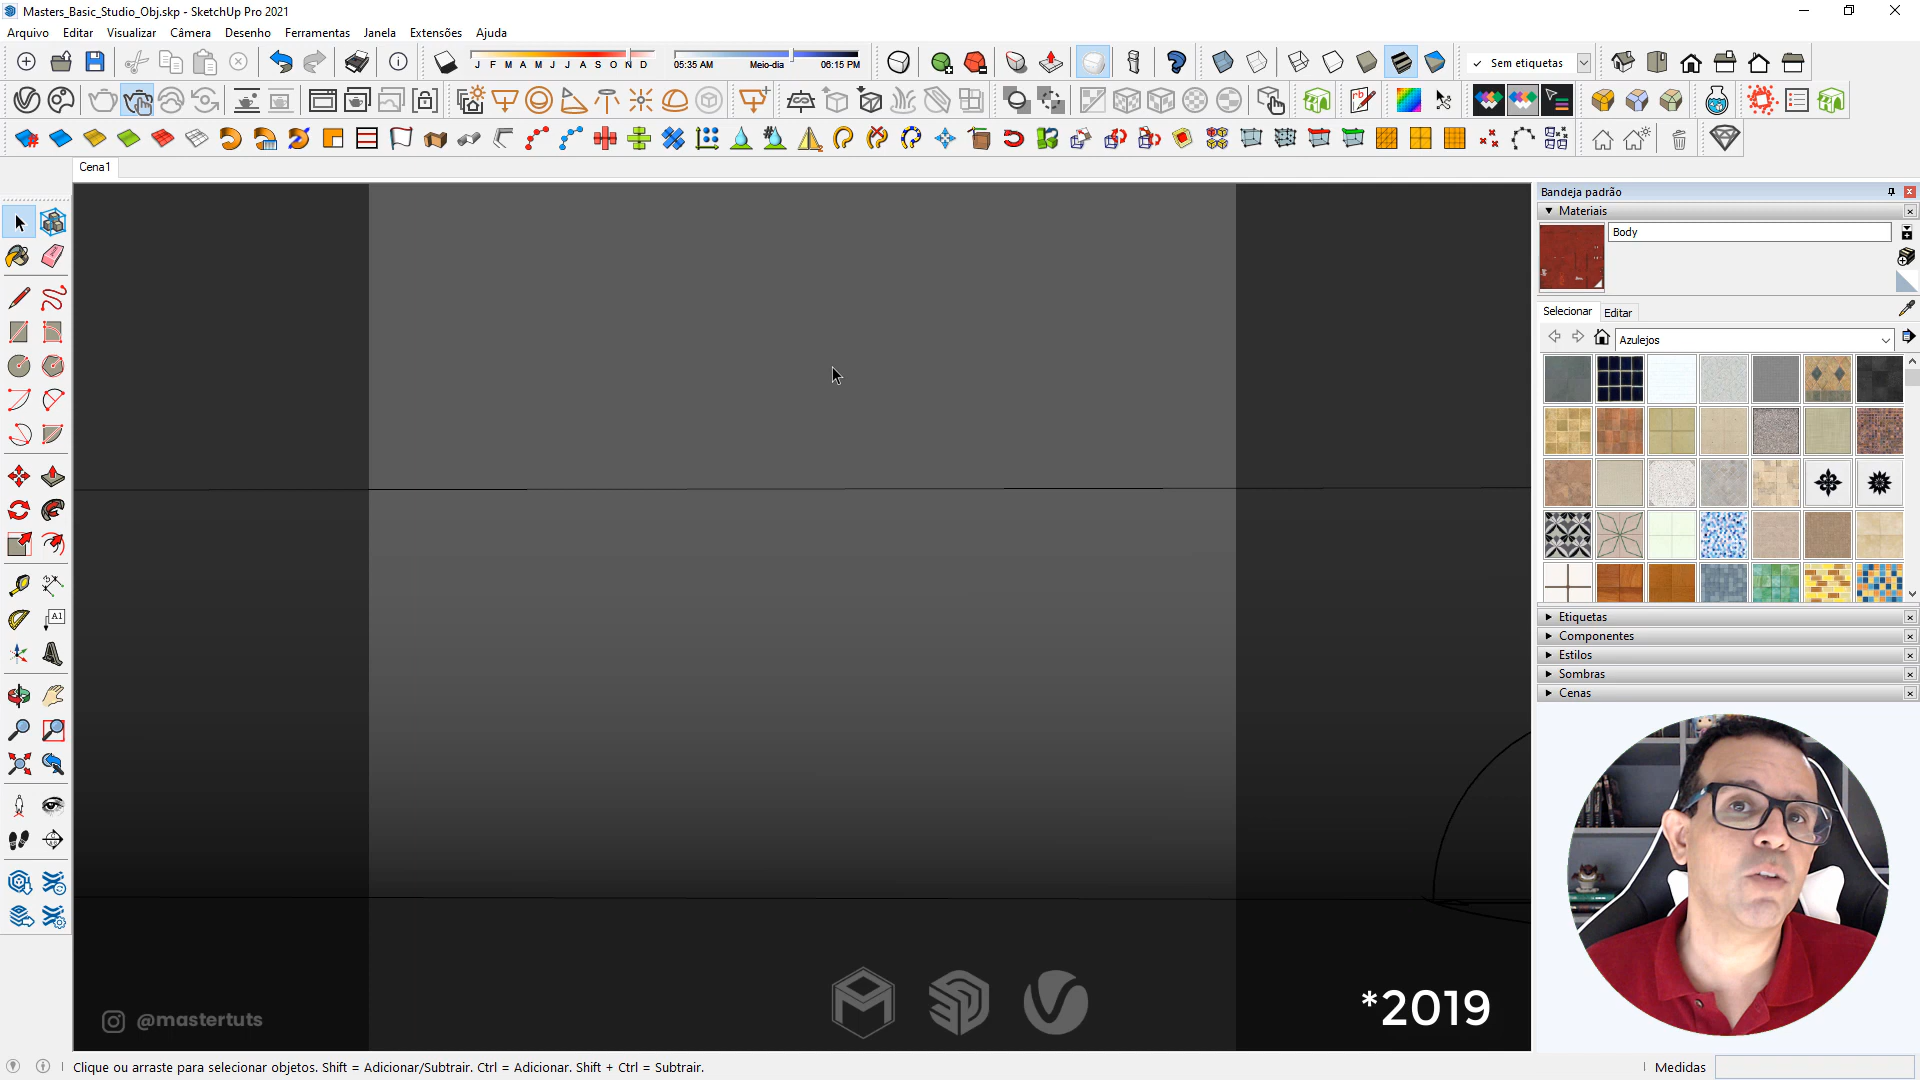 Masters_Basic_Studio_Obj.skp - SketchUp Pro 2021
Arquivo Editar Visualizar Câmera Desenho Ferramentas Janela Extensões Ajuda
J F M A M J J A S O N D
05:35 AM Meio-dia 06:15 PM
Sem etiquetas
Cena1
Bandeja padrão
Materiais
Body
Selecionar Editar
Azulejos
A1
Etiquetas
Componentes
Estilos
Sombras
Cenas
@mastertuts
*2019
Clique ou arraste para selecionar objetos. Shift = Adicionar/Subtrair. Ctrl = Adicionar. Shift + Ctrl = Subtrair.
Medidas